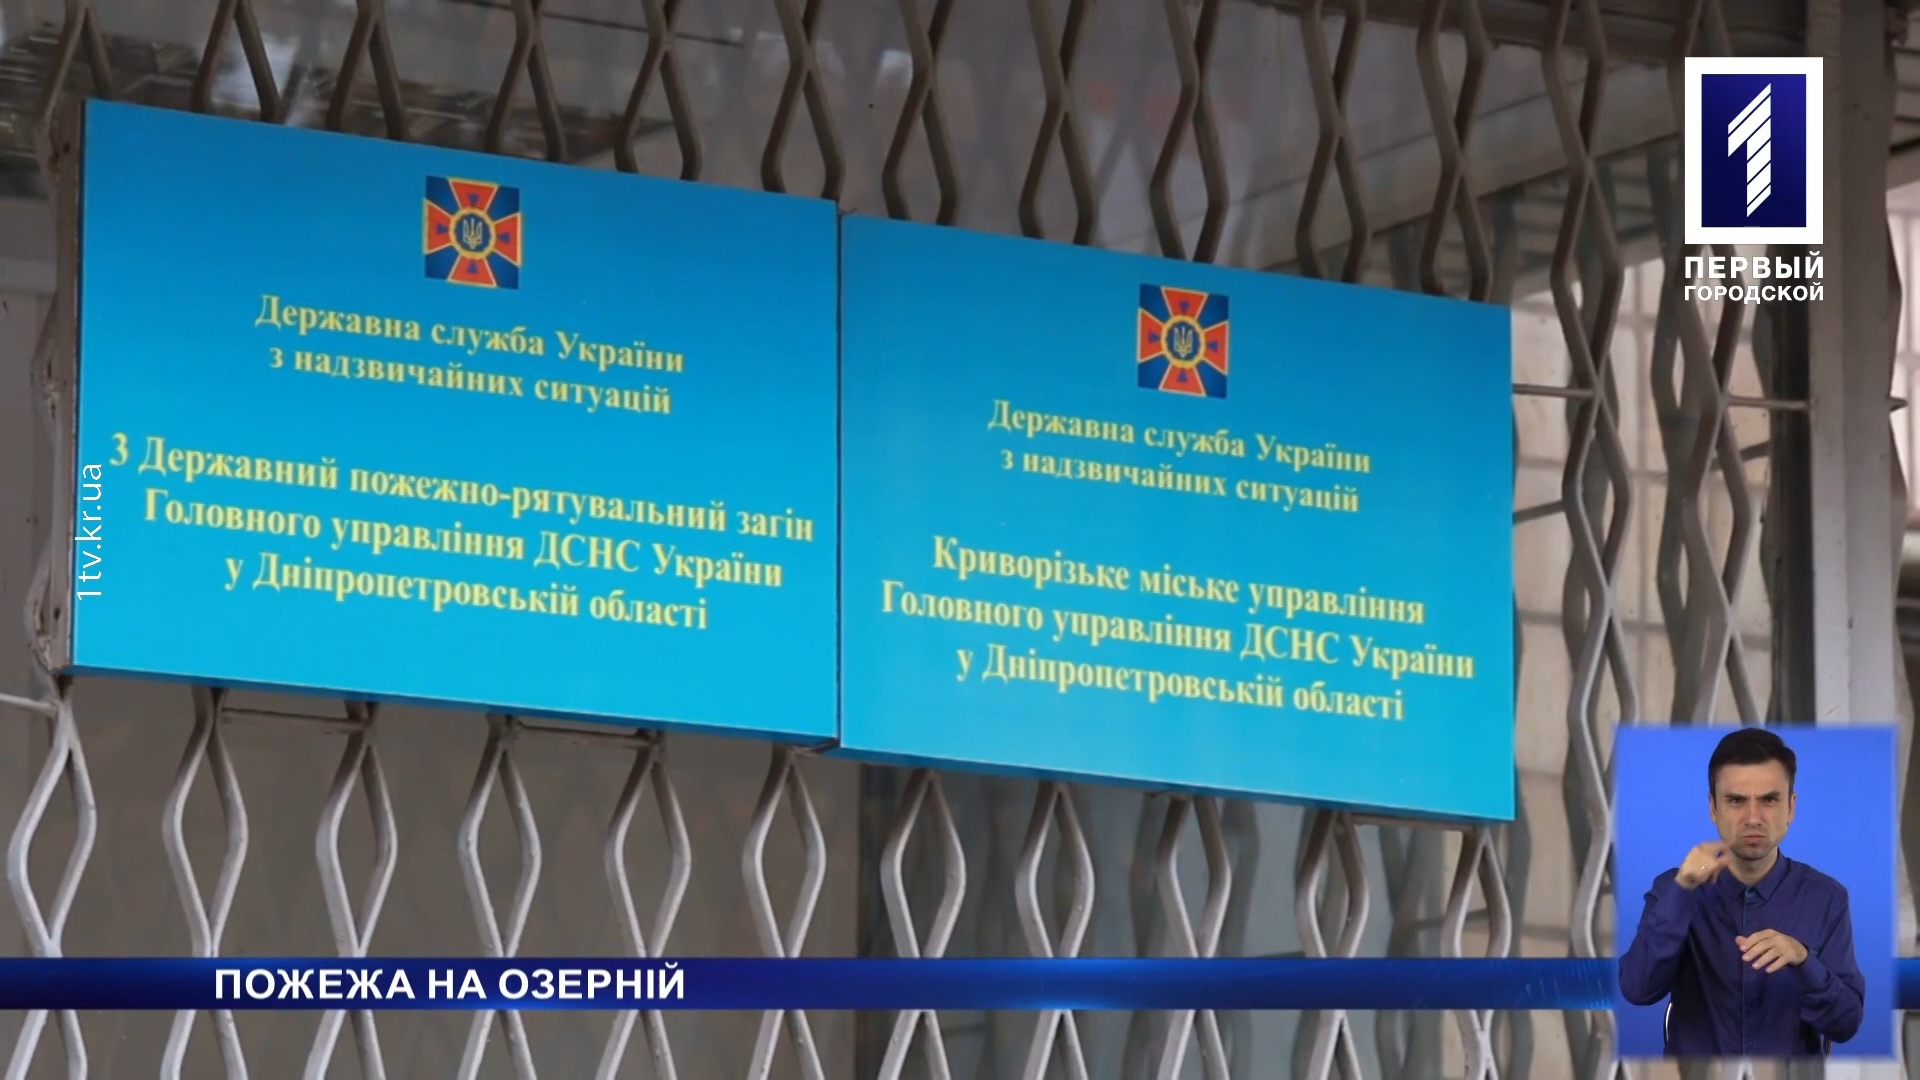 Державна служба України
з надзвичайних ситуацій
3 Державний пожежно-рятувальний загін
Головного управління ДСНС України
у Дніпропетровській області
Державна служба України
з надзвичайних ситуацій
Криворізьке міське управління
Головного управління ДСНС України
у Дніпропетровській області
1
ПЕРВЫЙ
ГОРОДСКОЙ
1tv.kr.ua
ПОЖЕЖА НА ОЗЕРНІЙ